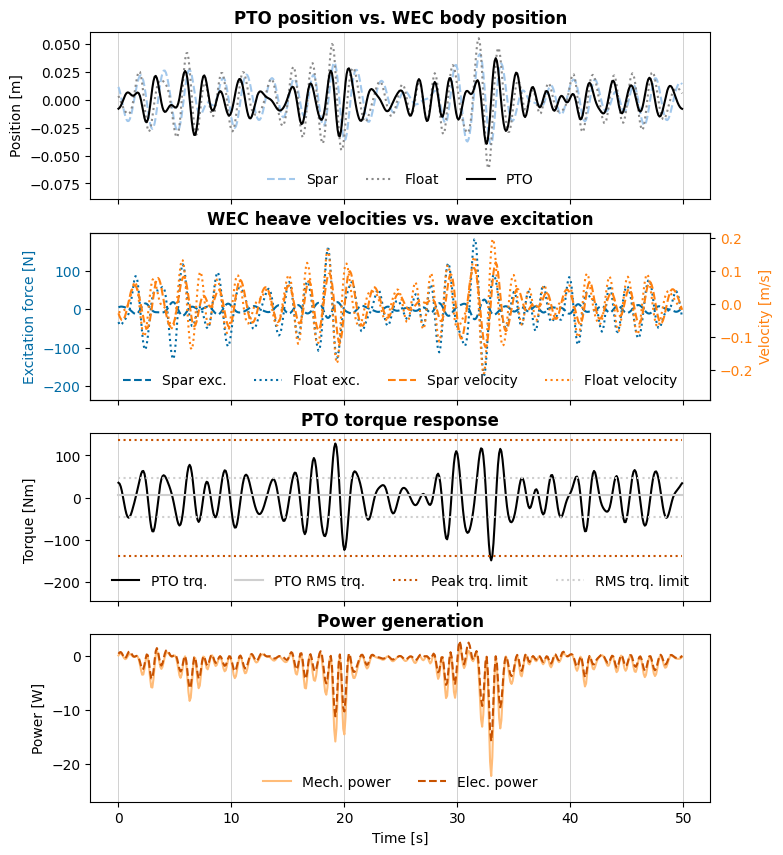 PTO position vs. WEC body position
Position [m]
0.050
0.025
0.000
−0.025
−0.050
−0.075
Spar Float PTO
WEC heave velocities vs. wave excitation
Excitation force [N]
100
0
−100
−200
0.2
0.1
0.0
−0.1
−0.2
Velocity [m/s]
Spar exc. Float exc. Spar velocity Float velocity
PTO torque response
Torque [Nm]
100
0
−100
−200
PTO trq. PTO RMS trq. Peak trq. limit RMS trq. limit
Power generation
Power [W]
0
−10
−20
Mech. power Elec. power
0 10 20 30 40 50
Time [s]